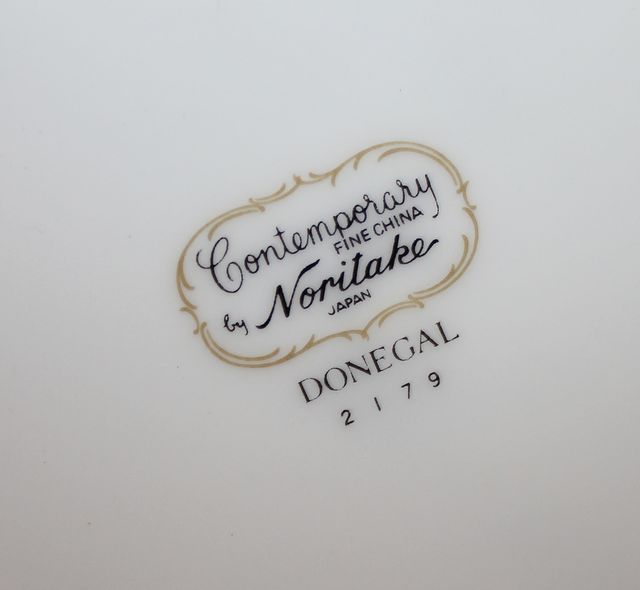 Contemporary
FINE CHINA
by Noritake
JAPAN
DONEGAL
2179